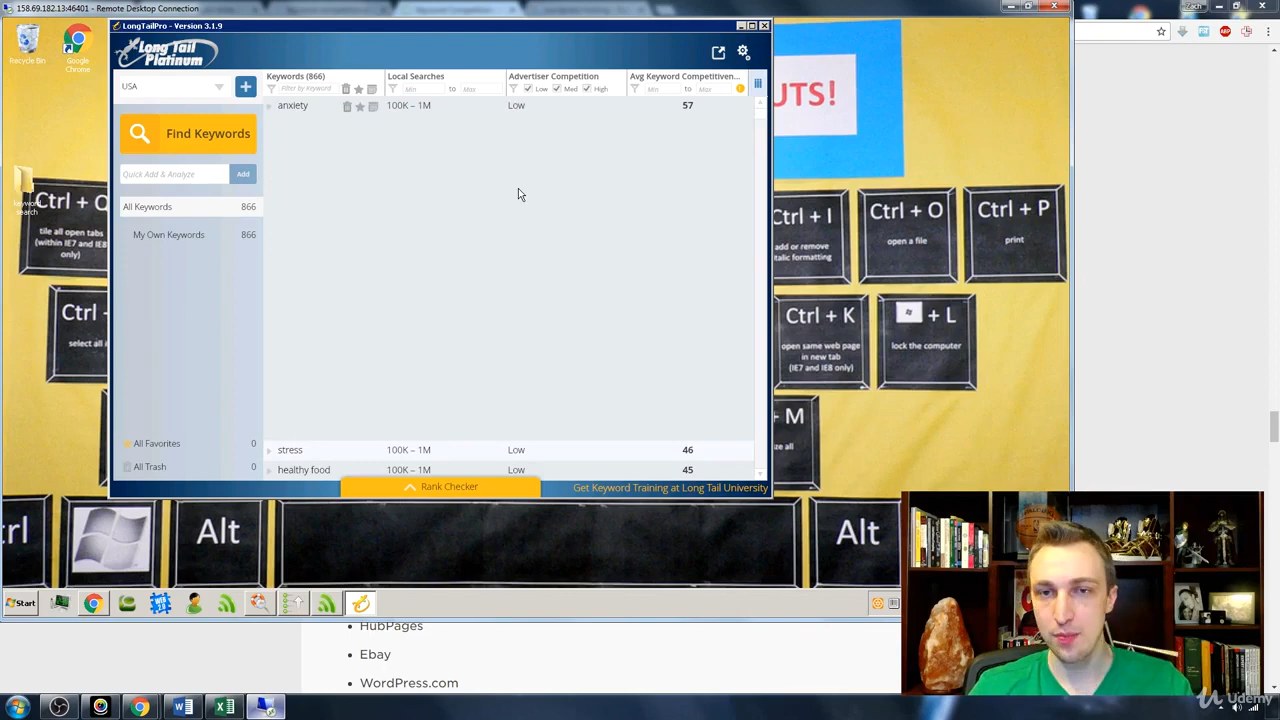 158.69.182.13:46401 - Remote Desktop Connection
Zach
LongTailPro - Version 3.1.9
Recycle Bin
Google
Chrome
Long Tail
Platinum
UTS!
USA
Keywords (866)
Local Searches
Advertiser Competition
Avg Keyword Competitiven...
Filter by Keyword
Min
to
Max
Low
Med
High
Min
to
Max
anxiety
100K – 1M
Low
57
Find Keywords
Quick Add & Analyze
Add
All Keywords
866
My Own Keywords
866
keyword
search
Ctrl + Q
tile all open tabs
(within IE7 and IE8
only)
Ctrl + I
add or remove
italic formatting
Ctrl + O
open a file
Ctrl + P
print
Ctrl
select all
Ctrl + K
open same web page
in new tab
(IE7 and IE8 only)
+ L
lock the computer
+ M
All Favorites
0
All Trash
0
stress
100K – 1M
Low
46
healthy food
100K – 1M
Low
45
Rank Checker
Get Keyword Training at Long Tail University
Alt
Alt
Start
HubPages
Ebay
WordPress.com
Udemy